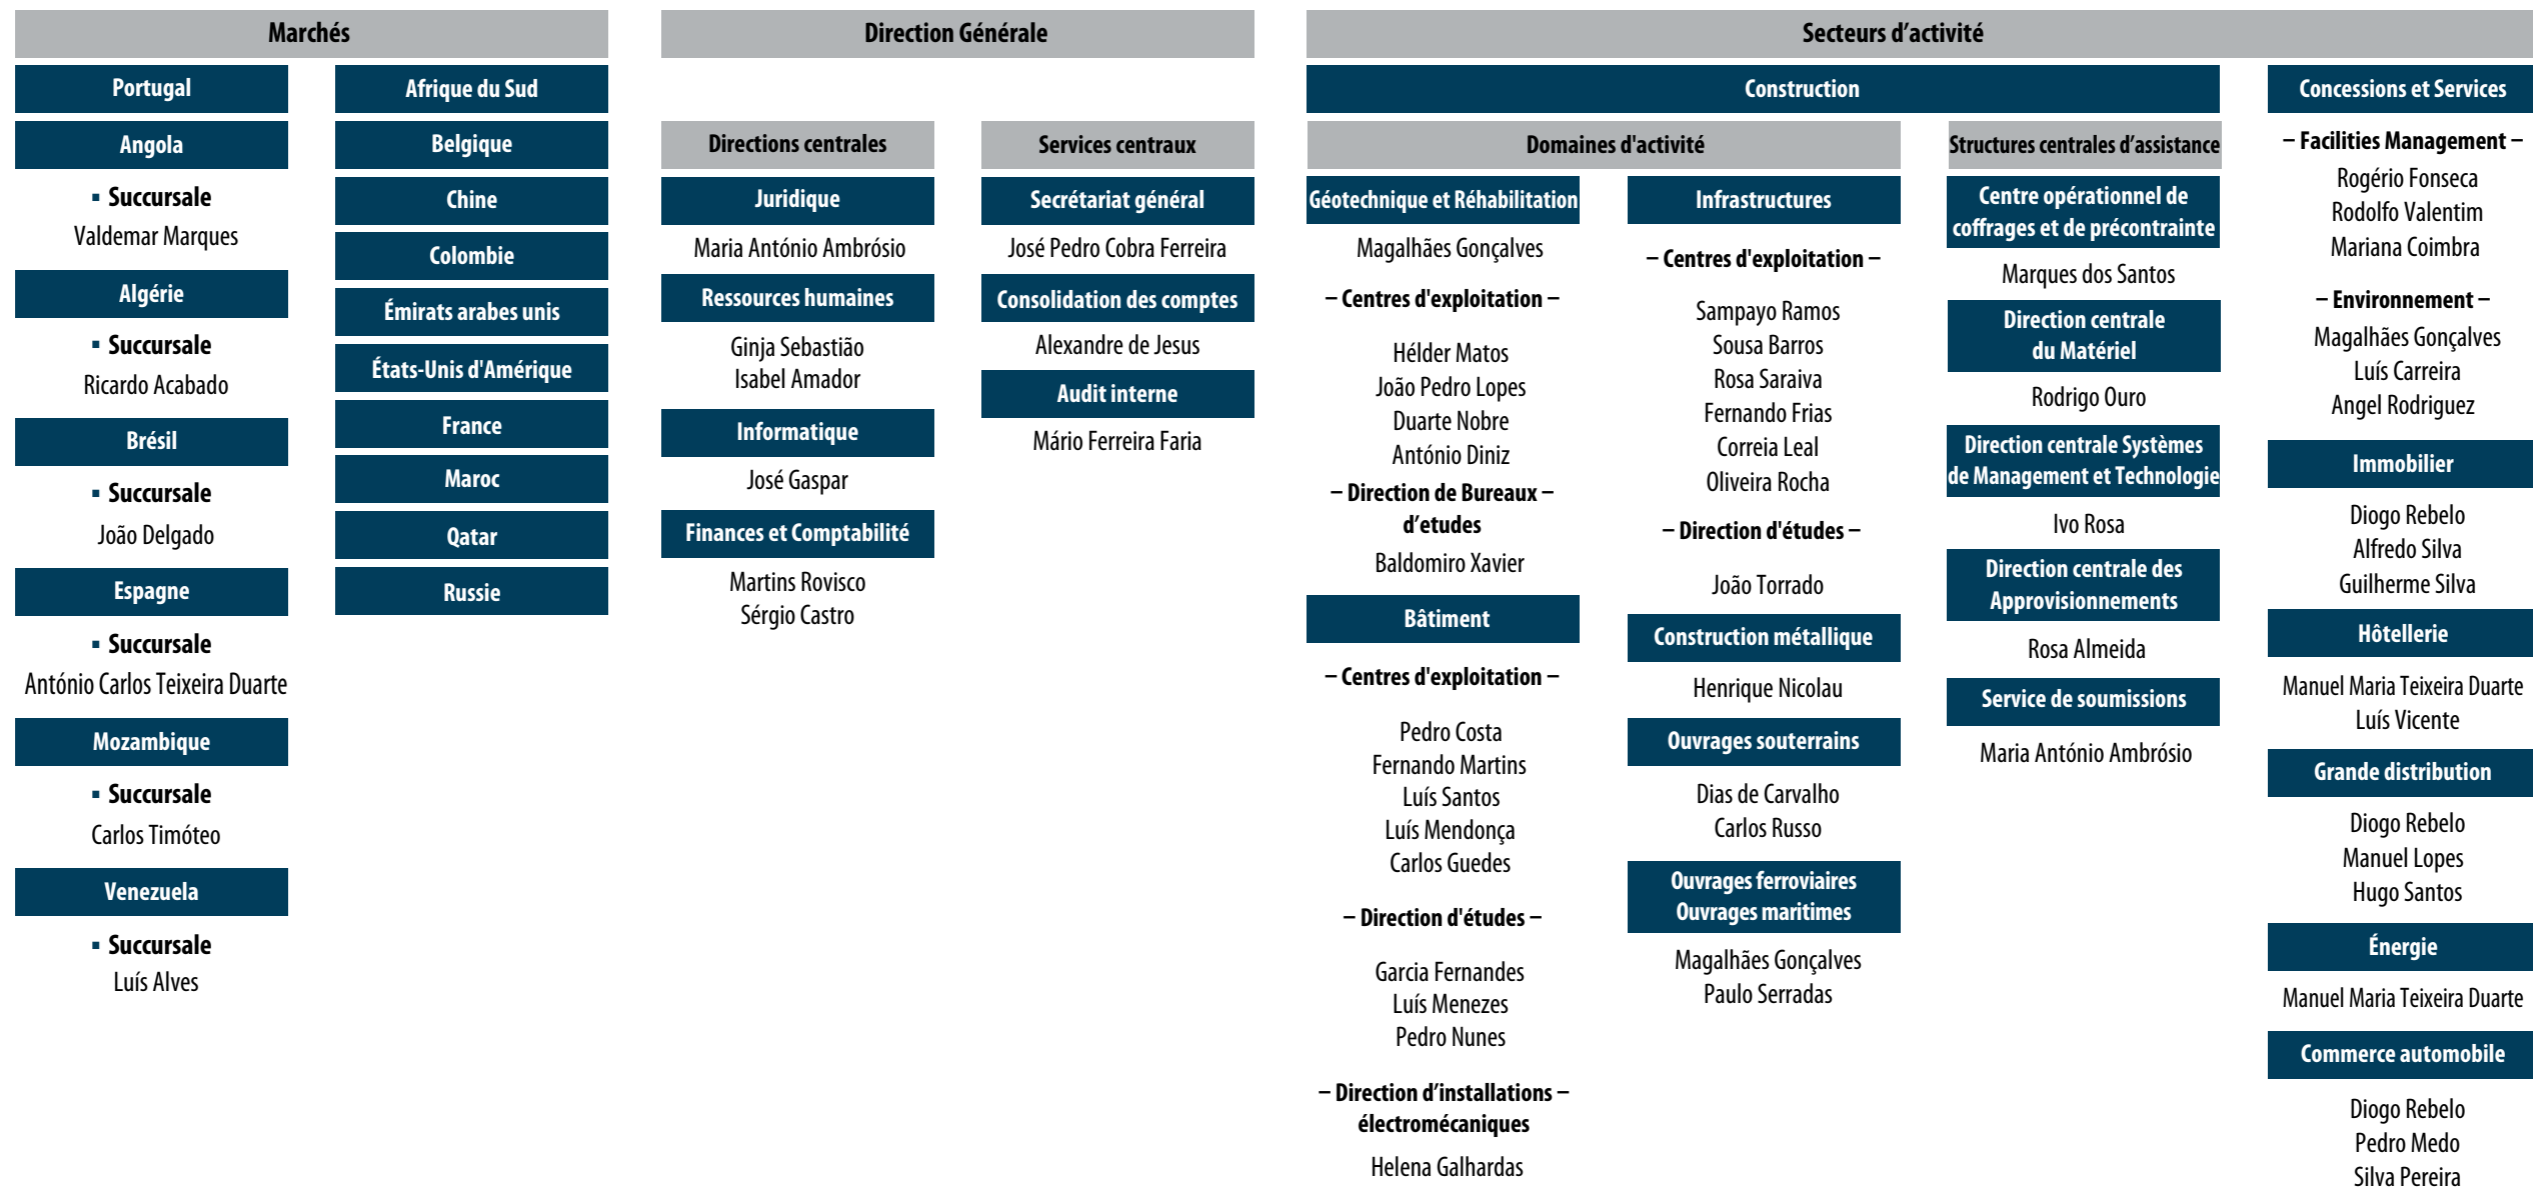 Marchés
Portugal
Angola
▪ Succursale
Valdemar Marques
Algérie
▪ Succursale
Ricardo Acabado
Brésil
▪ Succursale
João Delgado
Espagne
▪ Succursale
António Carlos Teixeira Duarte
Mozambique
▪ Succursale
Carlos Timóteo
Venezuela
▪ Succursale
Luís Alves
Afrique du Sud
Belgique
Chine
Colombie
Émirats arabes unis
États-Unis d'Amérique
France
Maroc
Qatar
Russie
Direction Générale
Directions centrales
Juridique
Maria António Ambrósio
Ressources humaines
Ginja Sebastião
Isabel Amador
Informatique
José Gaspar
Finances et Comptabilité
Martins Rovisco
Sérgio Castro
Services centraux
Secrétariat général
José Pedro Cobra Ferreira
Consolidation des comptes
Alexandre de Jesus
Audit interne
Mário Ferreira Faria
Secteurs d’activité
Construction
Domaines d'activité
Géotechnique et Réhabilitation
Magalhães Gonçalves
– Centres d'exploitation –
Hélder Matos
João Pedro Lopes
Duarte Nobre
António Diniz
– Direction de Bureaux –
d’etudes
Baldomiro Xavier
Bâtiment
– Centres d'exploitation –
Pedro Costa
Fernando Martins
Luís Santos
Luís Mendonça
Carlos Guedes
– Direction d'études –
Garcia Fernandes
Luís Menezes
Pedro Nunes
– Direction d’installations –
électromécaniques
Helena Galhardas
Infrastructures
– Centres d'exploitation –
Sampayo Ramos
Sousa Barros
Rosa Saraiva
Fernando Frias
Correia Leal
Oliveira Rocha
– Direction d'études –
João Torrado
Construction métallique
Henrique Nicolau
Ouvrages souterrains
Dias de Carvalho
Carlos Russo
Ouvrages ferroviaires
Ouvrages maritimes
Magalhães Gonçalves
Paulo Serradas
Structures centrales d’assistance
Centre opérationnel de
coffrages et de précontrainte
Marques dos Santos
Direction centrale
du Matériel
Rodrigo Ouro
Direction centrale Systèmes
de Management et Technologie
Ivo Rosa
Direction centrale des
Approvisionnements
Rosa Almeida
Service de soumissions
Maria António Ambrósio
Concessions et Services
– Facilities Management –
Rogério Fonseca
Rodolfo Valentim
Mariana Coimbra
– Environnement –
Magalhães Gonçalves
Luís Carreira
Angel Rodriguez
Immobilier
Diogo Rebelo
Alfredo Silva
Guilherme Silva
Hôtellerie
Manuel Maria Teixeira Duarte
Luís Vicente
Grande distribution
Diogo Rebelo
Manuel Lopes
Hugo Santos
Énergie
Manuel Maria Teixeira Duarte
Commerce automobile
Diogo Rebelo
Pedro Medo
Silva Pereira